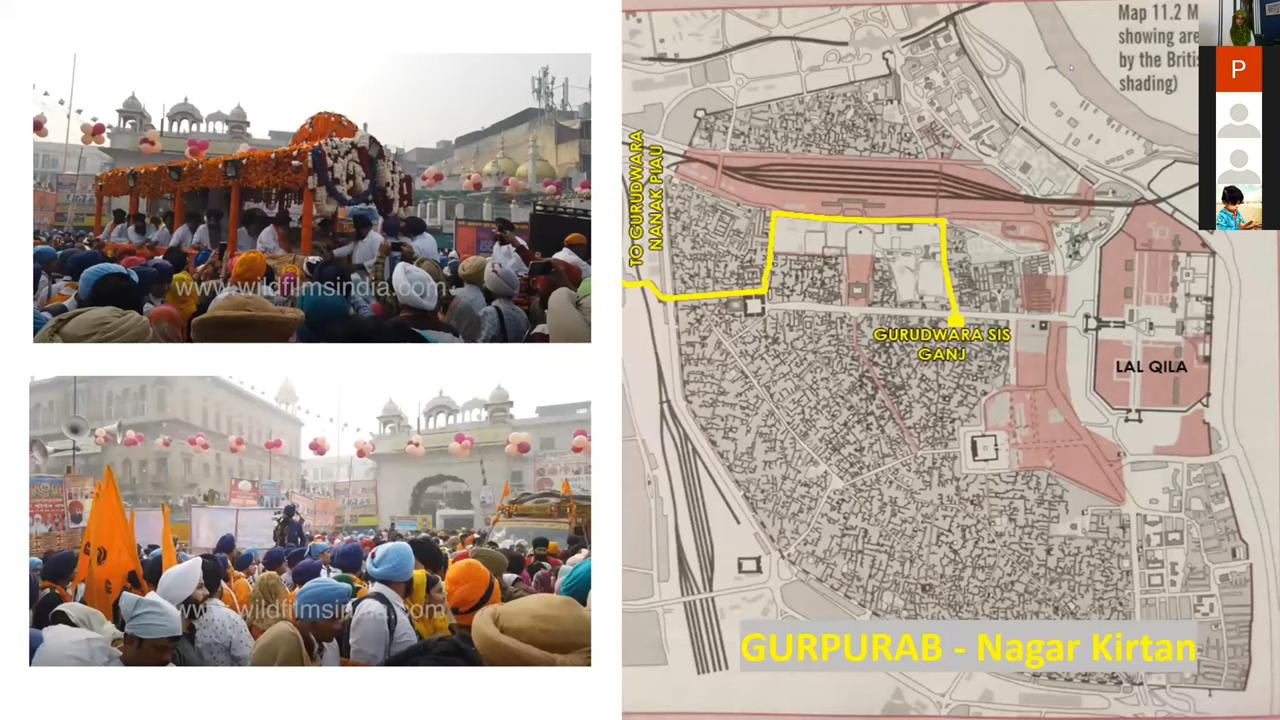 www.wildfilmsindia.com
www.wildfilmsindia.com
Map 11.2 M
showing are
by the Briti
shading)
P
TO GURUDWARA
NANAK PIAU
GURUDWARA SIS
GANJ
LAL QILA
GURPURAB - Nagar Kirtan